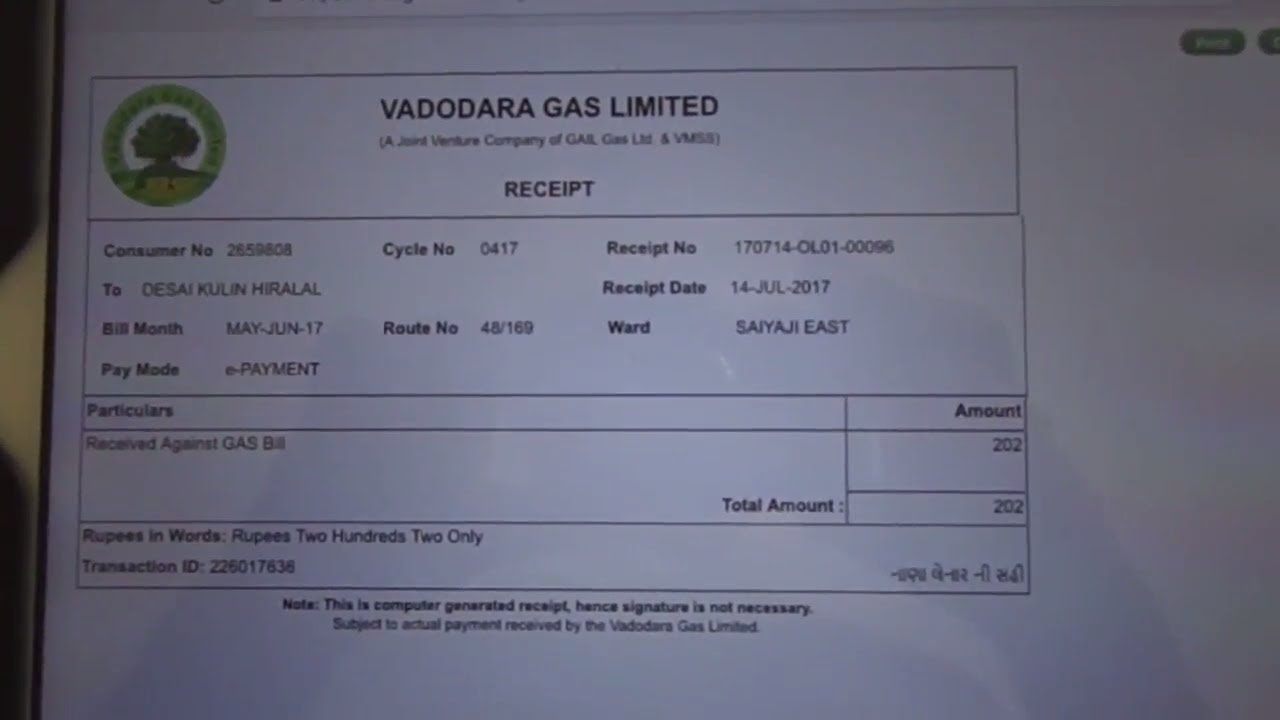 VADODARA GAS LIMITED
(A Joint Venture Company of GAIL Gas Ltd. & VMSS)
RECEIPT
Consumer No 2659808 Cycle No 0417 Receipt No 170714-OL01-00096
To DESAI KULIN HIRALAL Receipt Date 14-JUL-2017
Bill Month MAY-JUN-17 Route No 48/169 Ward SAIYAJI EAST
Pay Mode e-PAYMENT
Particulars Amount
Received Against GAS Bill 202
Total Amount : 202
Rupees in Words: Rupees Two Hundreds Two Only
Transaction ID: 226017636
નાણા લેનાર ની સહી
Note: This is computer generated receipt, hence signature is not necessary.
Subject to actual payment received by the Vadodara Gas Limited.